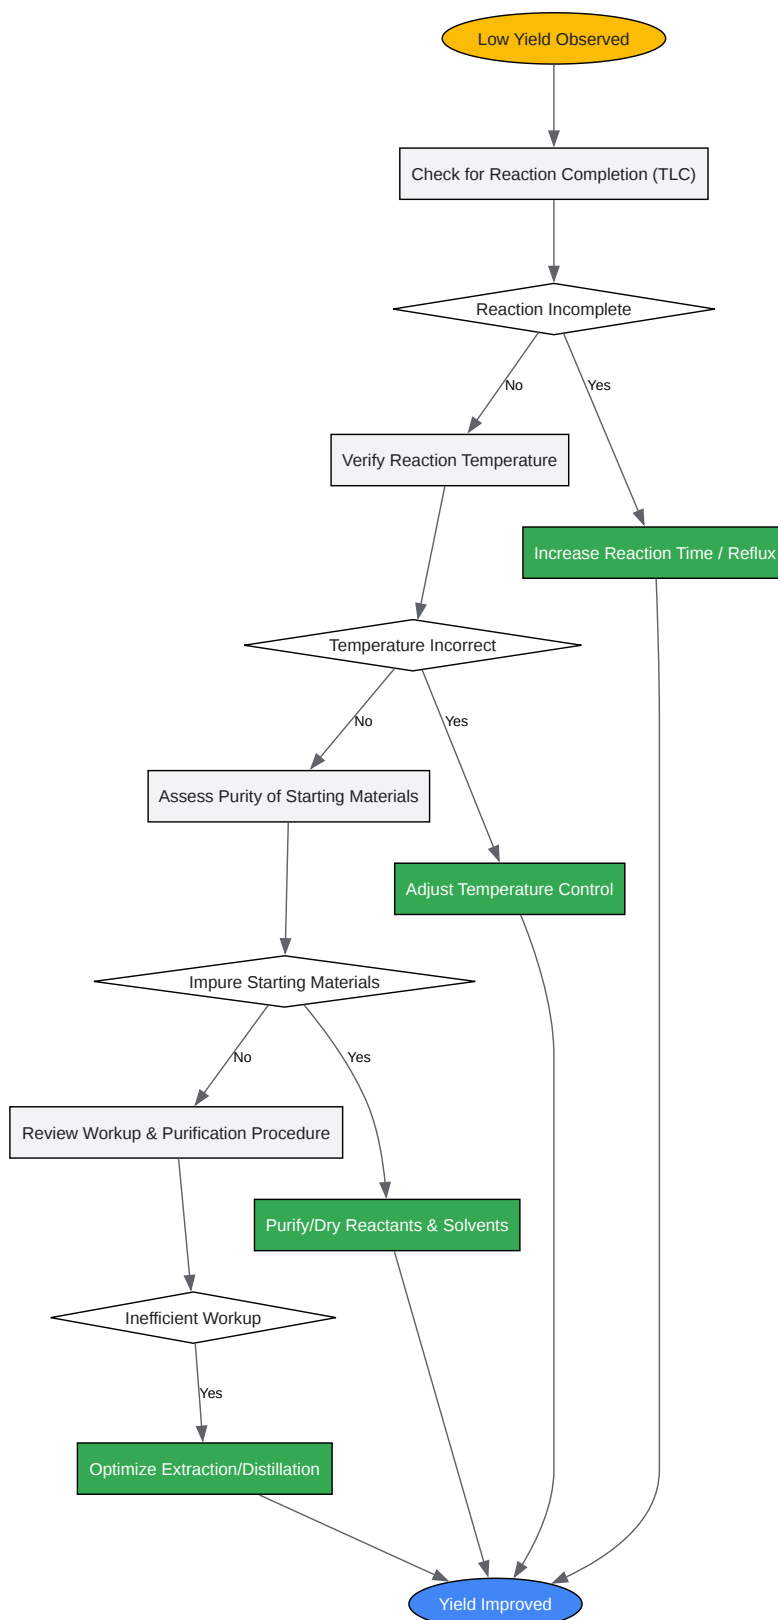 Low Yield Observed
Check for Reaction Completion (TLC)
Reaction Incomplete
No
Yes
Verify Reaction Temperature
Increase Reaction Time / Reflux
Temperature Incorrect
No
Yes
Assess Purity of Starting Materials
Adjust Temperature Control
Impure Starting Materials
No
Yes
Review Workup & Purification Procedure
Purify/Dry Reactants & Solvents
Inefficient Workup
Yes
Optimize Extraction/Distillation
Yield Improved